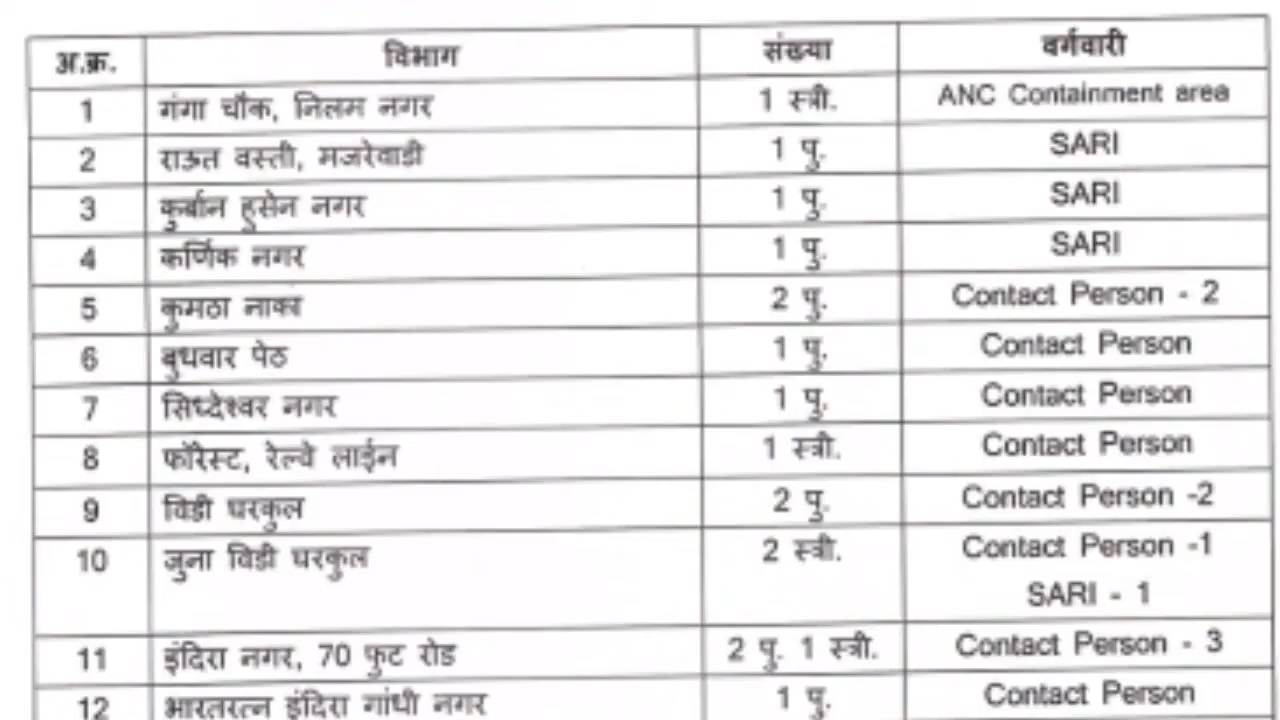 अ.क्र. विभाग संख्या वर्गवारी
1 गंगा चौक, निलम नगर 1 स्त्री. ANC Containment area
2 राऊत वस्ती, मजरेवाडी 1 पु. SARI
3 कुर्बान हुसेन नगर 1 पु. SARI
4 कर्णिक नगर 1 पु. SARI
5 कुमठा नाका 2 पु. Contact Person - 2
6 बुधवार पेठ 1 पु. Contact Person
7 सिध्देश्वर नगर 1 पु. Contact Person
8 फॉरेस्ट, रेल्वे लाईन 1 स्त्री. Contact Person
9 विडी घरकुल 2 पु. Contact Person -2
10 जुना विडी घरकुल 2 स्त्री. Contact Person -1
SARI - 1
11 इंदिरा नगर, 70 फुट रोड 2 पु. 1 स्त्री. Contact Person - 3
12 भारतरत्न इंदिरा गांधी नगर 1 पु. Contact Person